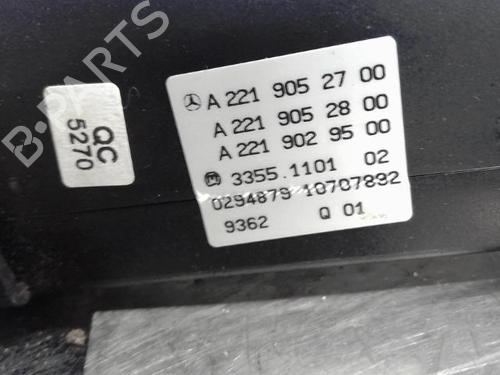 B-PARTS
QC
5270
A 221 905 27 00
A 221 905 28 00
A 221 902 95 00
3355.1101 02
0294879 10707892
9362 Q 01